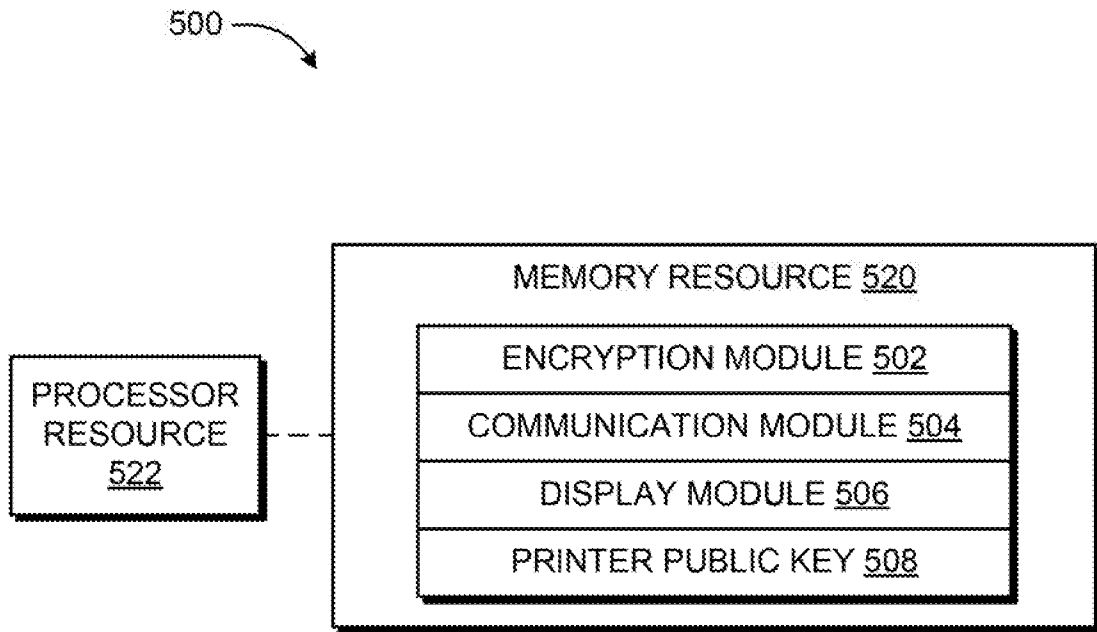 500
MEMORY RESOURCE 520
ENCRYPTION MODULE 502
COMMUNICATION MODULE 504
DISPLAY MODULE 506
PRINTER PUBLIC KEY 508
PROCESSOR
RESOURCE
522